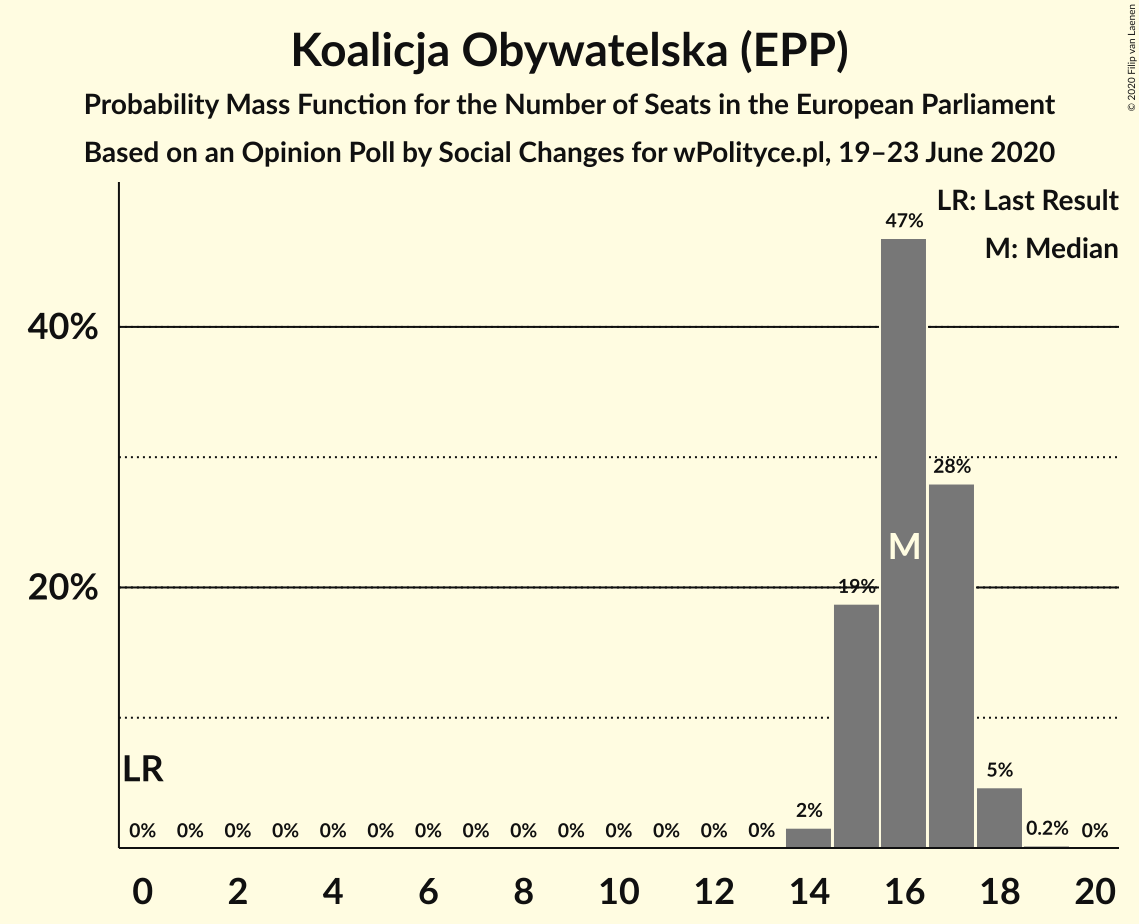 Koalicja Obywatelska (EPP)
Probability Mass Function for the Number of Seats in the European Parliament
Based on an Opinion Poll by Social Changes for wPolityce.pl, 19–23 June 2020
© 2020 Filip van Laenen
LR: Last Result
M: Median
47%
40%
28%
M
20%
19%
LR
5%
2%
0% 0% 0% 0% 0% 0% 0% 0% 0% 0% 0% 0% 0% 0% 0.2% 0%
0 2 4 6 8 10 12 14 16 18 20